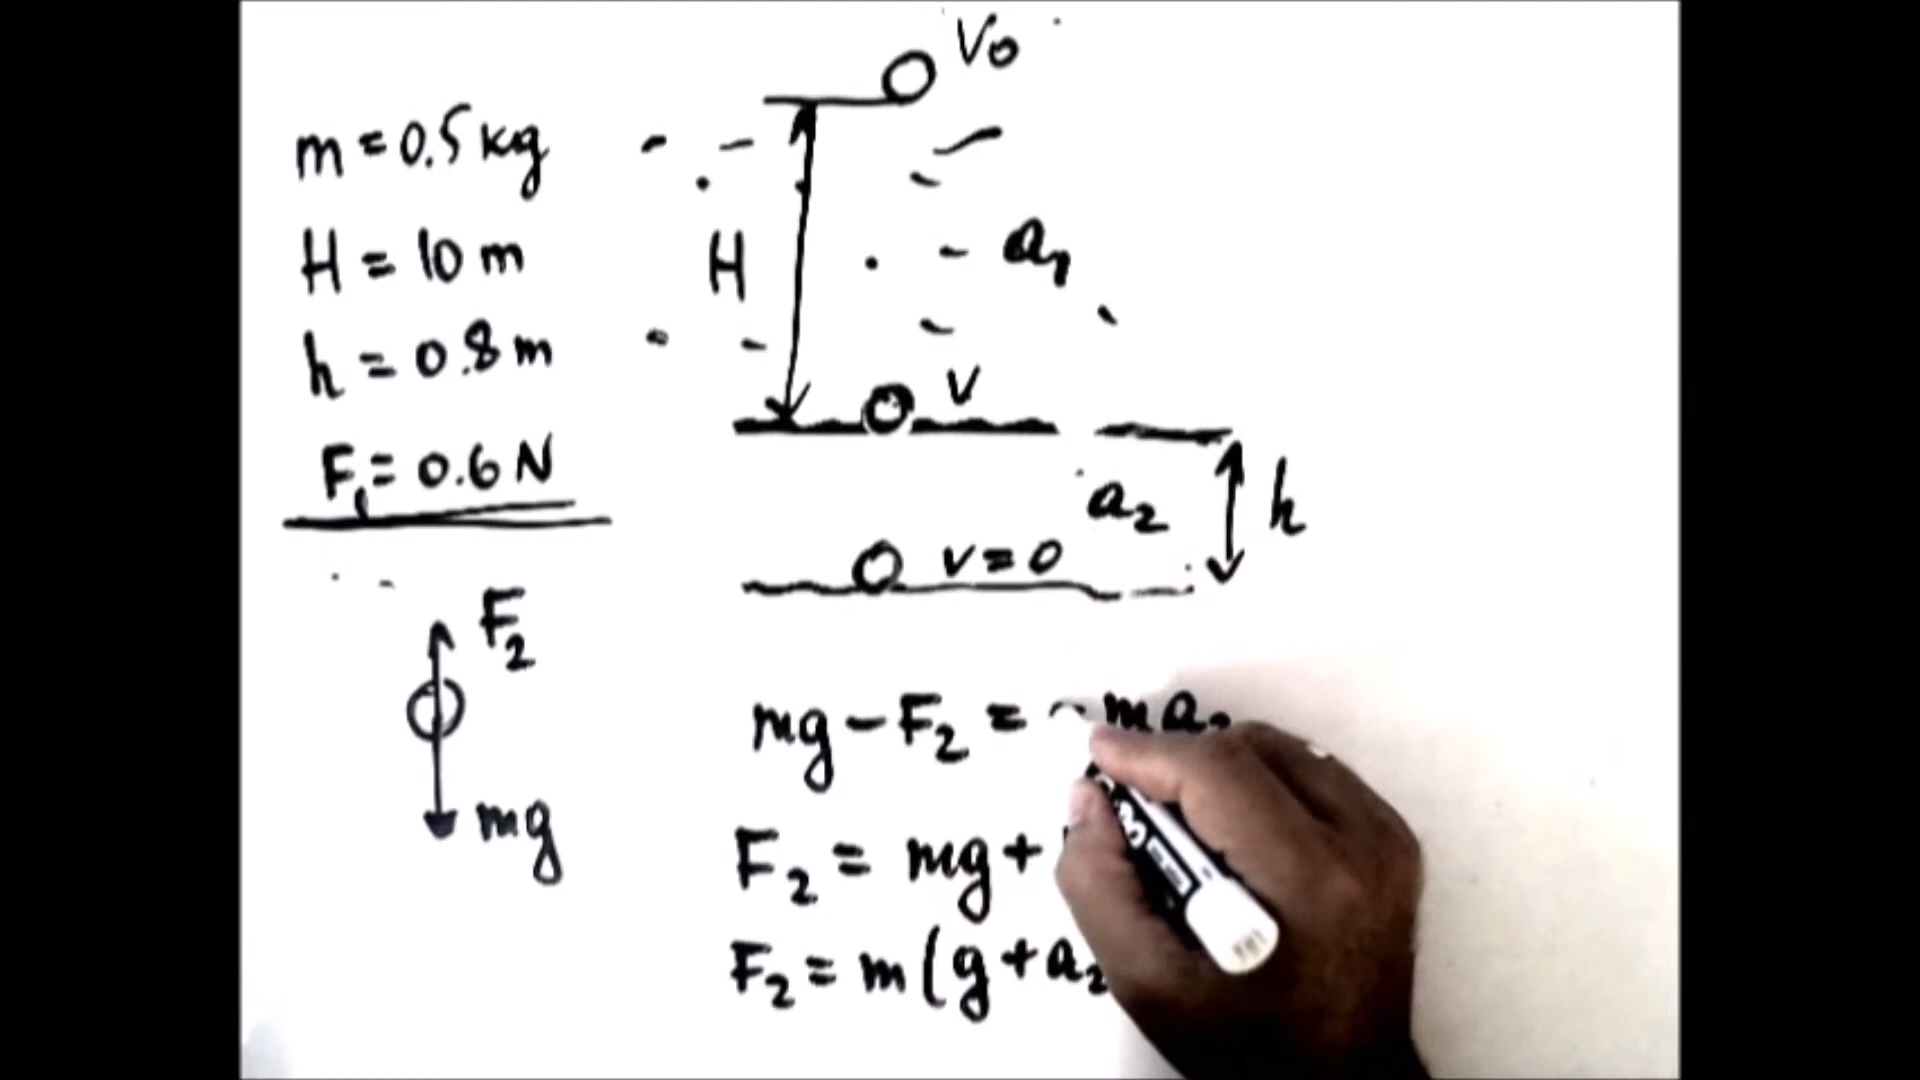 m = 0.5 kg
H = 10 m
h = 0.8 m
F₁ = 0.6 N
F₂
mg
V₀
H
a₁
v
a₂
h
v = 0
mg - F₂ = - ma₂
F₂ = mg +
F₂ = m(g + a₂